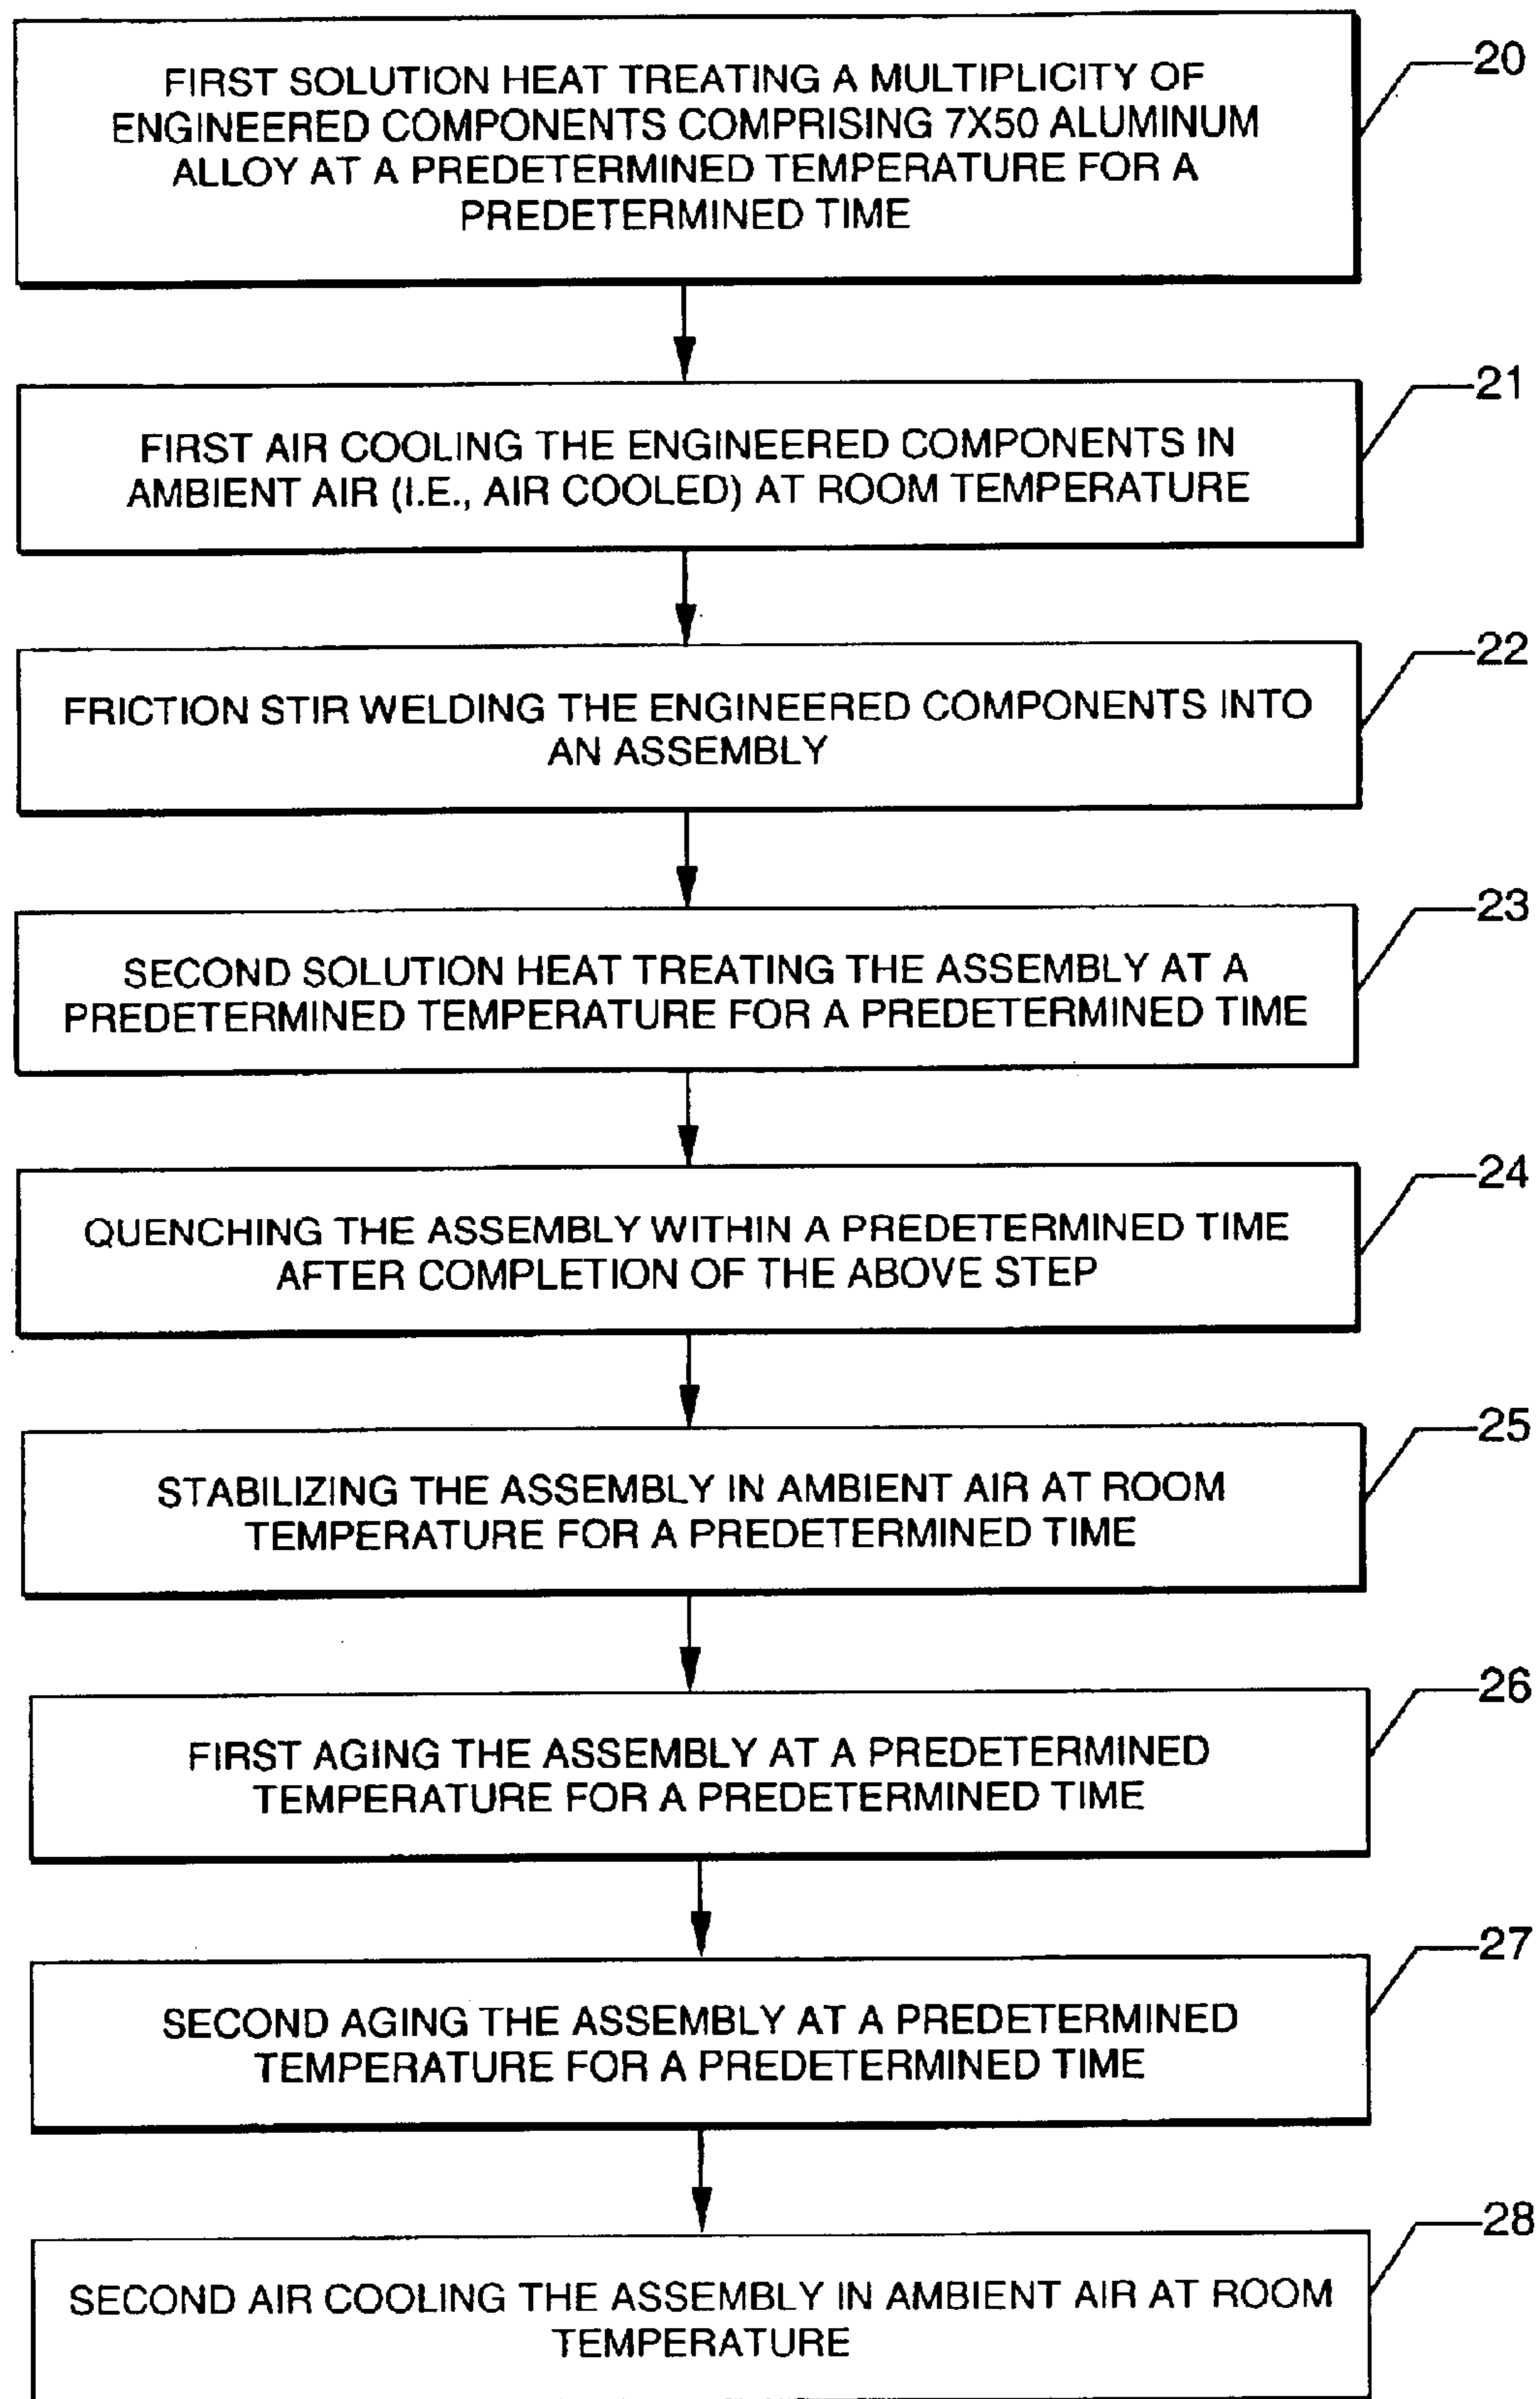 FIRST SOLUTION HEAT TREATING A MULTIPLICITY OF
ENGINEERED COMPONENTS COMPRISING 7X50 ALUMINUM
ALLOY AT A PREDETERMINED TEMPERATURE FOR A
PREDETERMINED TIME
20
FIRST AIR COOLING THE ENGINEERED COMPONENTS IN
AMBIENT AIR (I.E., AIR COOLED) AT ROOM TEMPERATURE
21
FRICTION STIR WELDING THE ENGINEERED COMPONENTS INTO
AN ASSEMBLY
22
SECOND SOLUTION HEAT TREATING THE ASSEMBLY AT A
PREDETERMINED TEMPERATURE FOR A PREDETERMINED TIME
23
QUENCHING THE ASSEMBLY WITHIN A PREDETERMINED TIME
AFTER COMPLETION OF THE ABOVE STEP
24
STABILIZING THE ASSEMBLY IN AMBIENT AIR AT ROOM
TEMPERATURE FOR A PREDETERMINED TIME
25
FIRST AGING THE ASSEMBLY AT A PREDETERMINED
TEMPERATURE FOR A PREDETERMINED TIME
26
SECOND AGING THE ASSEMBLY AT A PREDETERMINED
TEMPERATURE FOR A PREDETERMINED TIME
27
SECOND AIR COOLING THE ASSEMBLY IN AMBIENT AIR AT ROOM
TEMPERATURE
28